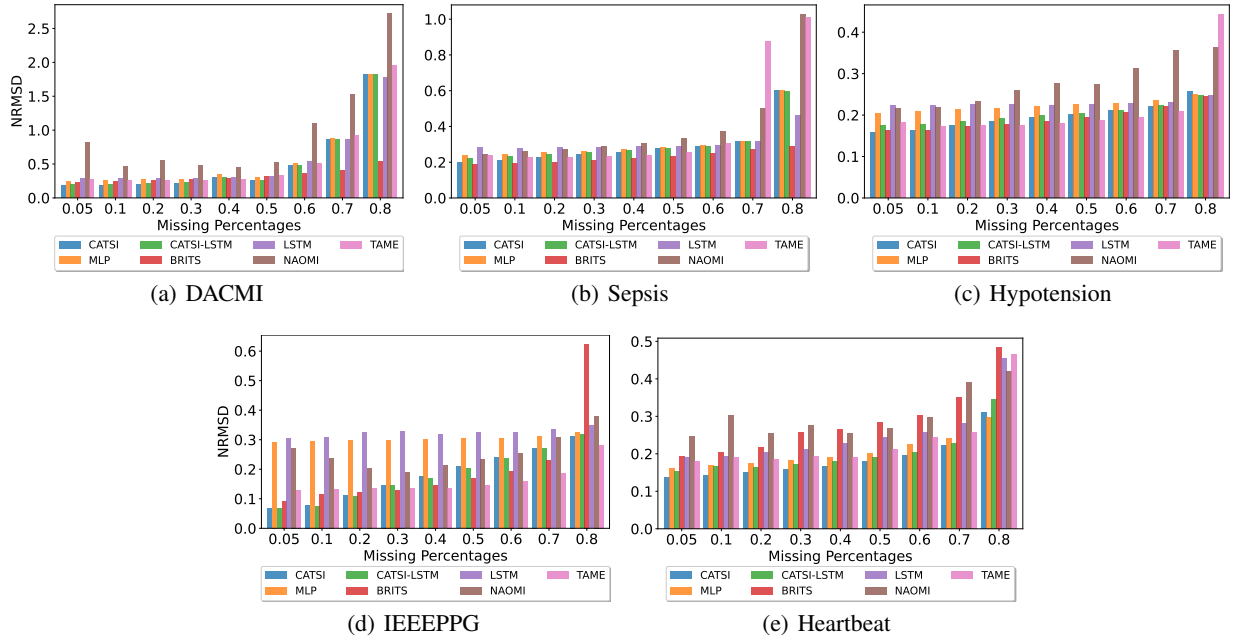 2.5
2.0
1.5
1.0
0.5
0.0
NRMSD
0.05 0.1 0.2 0.3 0.4 0.5 0.6 0.7 0.8
Missing Percentages
CATSI CATSI-LSTM LSTM TAME
MLP BRITS NAOMI
(a) DACMI
1.0
0.8
0.6
0.4
0.2
0.0
0.05 0.1 0.2 0.3 0.4 0.5 0.6 0.7 0.8
Missing Percentages
CATSI CATSI-LSTM LSTM TAME
MLP BRITS NAOMI
(b) Sepsis
0.4
0.3
0.2
0.1
0.0
0.05 0.1 0.2 0.3 0.4 0.5 0.6 0.7 0.8
Missing Percentages
CATSI CATSI-LSTM LSTM TAME
MLP BRITS NAOMI
(c) Hypotension
0.6
0.5
0.4
0.3
0.2
0.1
0.0
NRMSD
0.05 0.1 0.2 0.3 0.4 0.5 0.6 0.7 0.8
Missing Percentages
CATSI CATSI-LSTM LSTM TAME
MLP BRITS NAOMI
(d) IEEEPPG
0.5
0.4
0.3
0.2
0.1
0.0
0.05 0.1 0.2 0.3 0.4 0.5 0.6 0.7 0.8
Missing Percentages
CATSI CATSI-LSTM LSTM TAME
MLP BRITS NAOMI
(e) Heartbeat